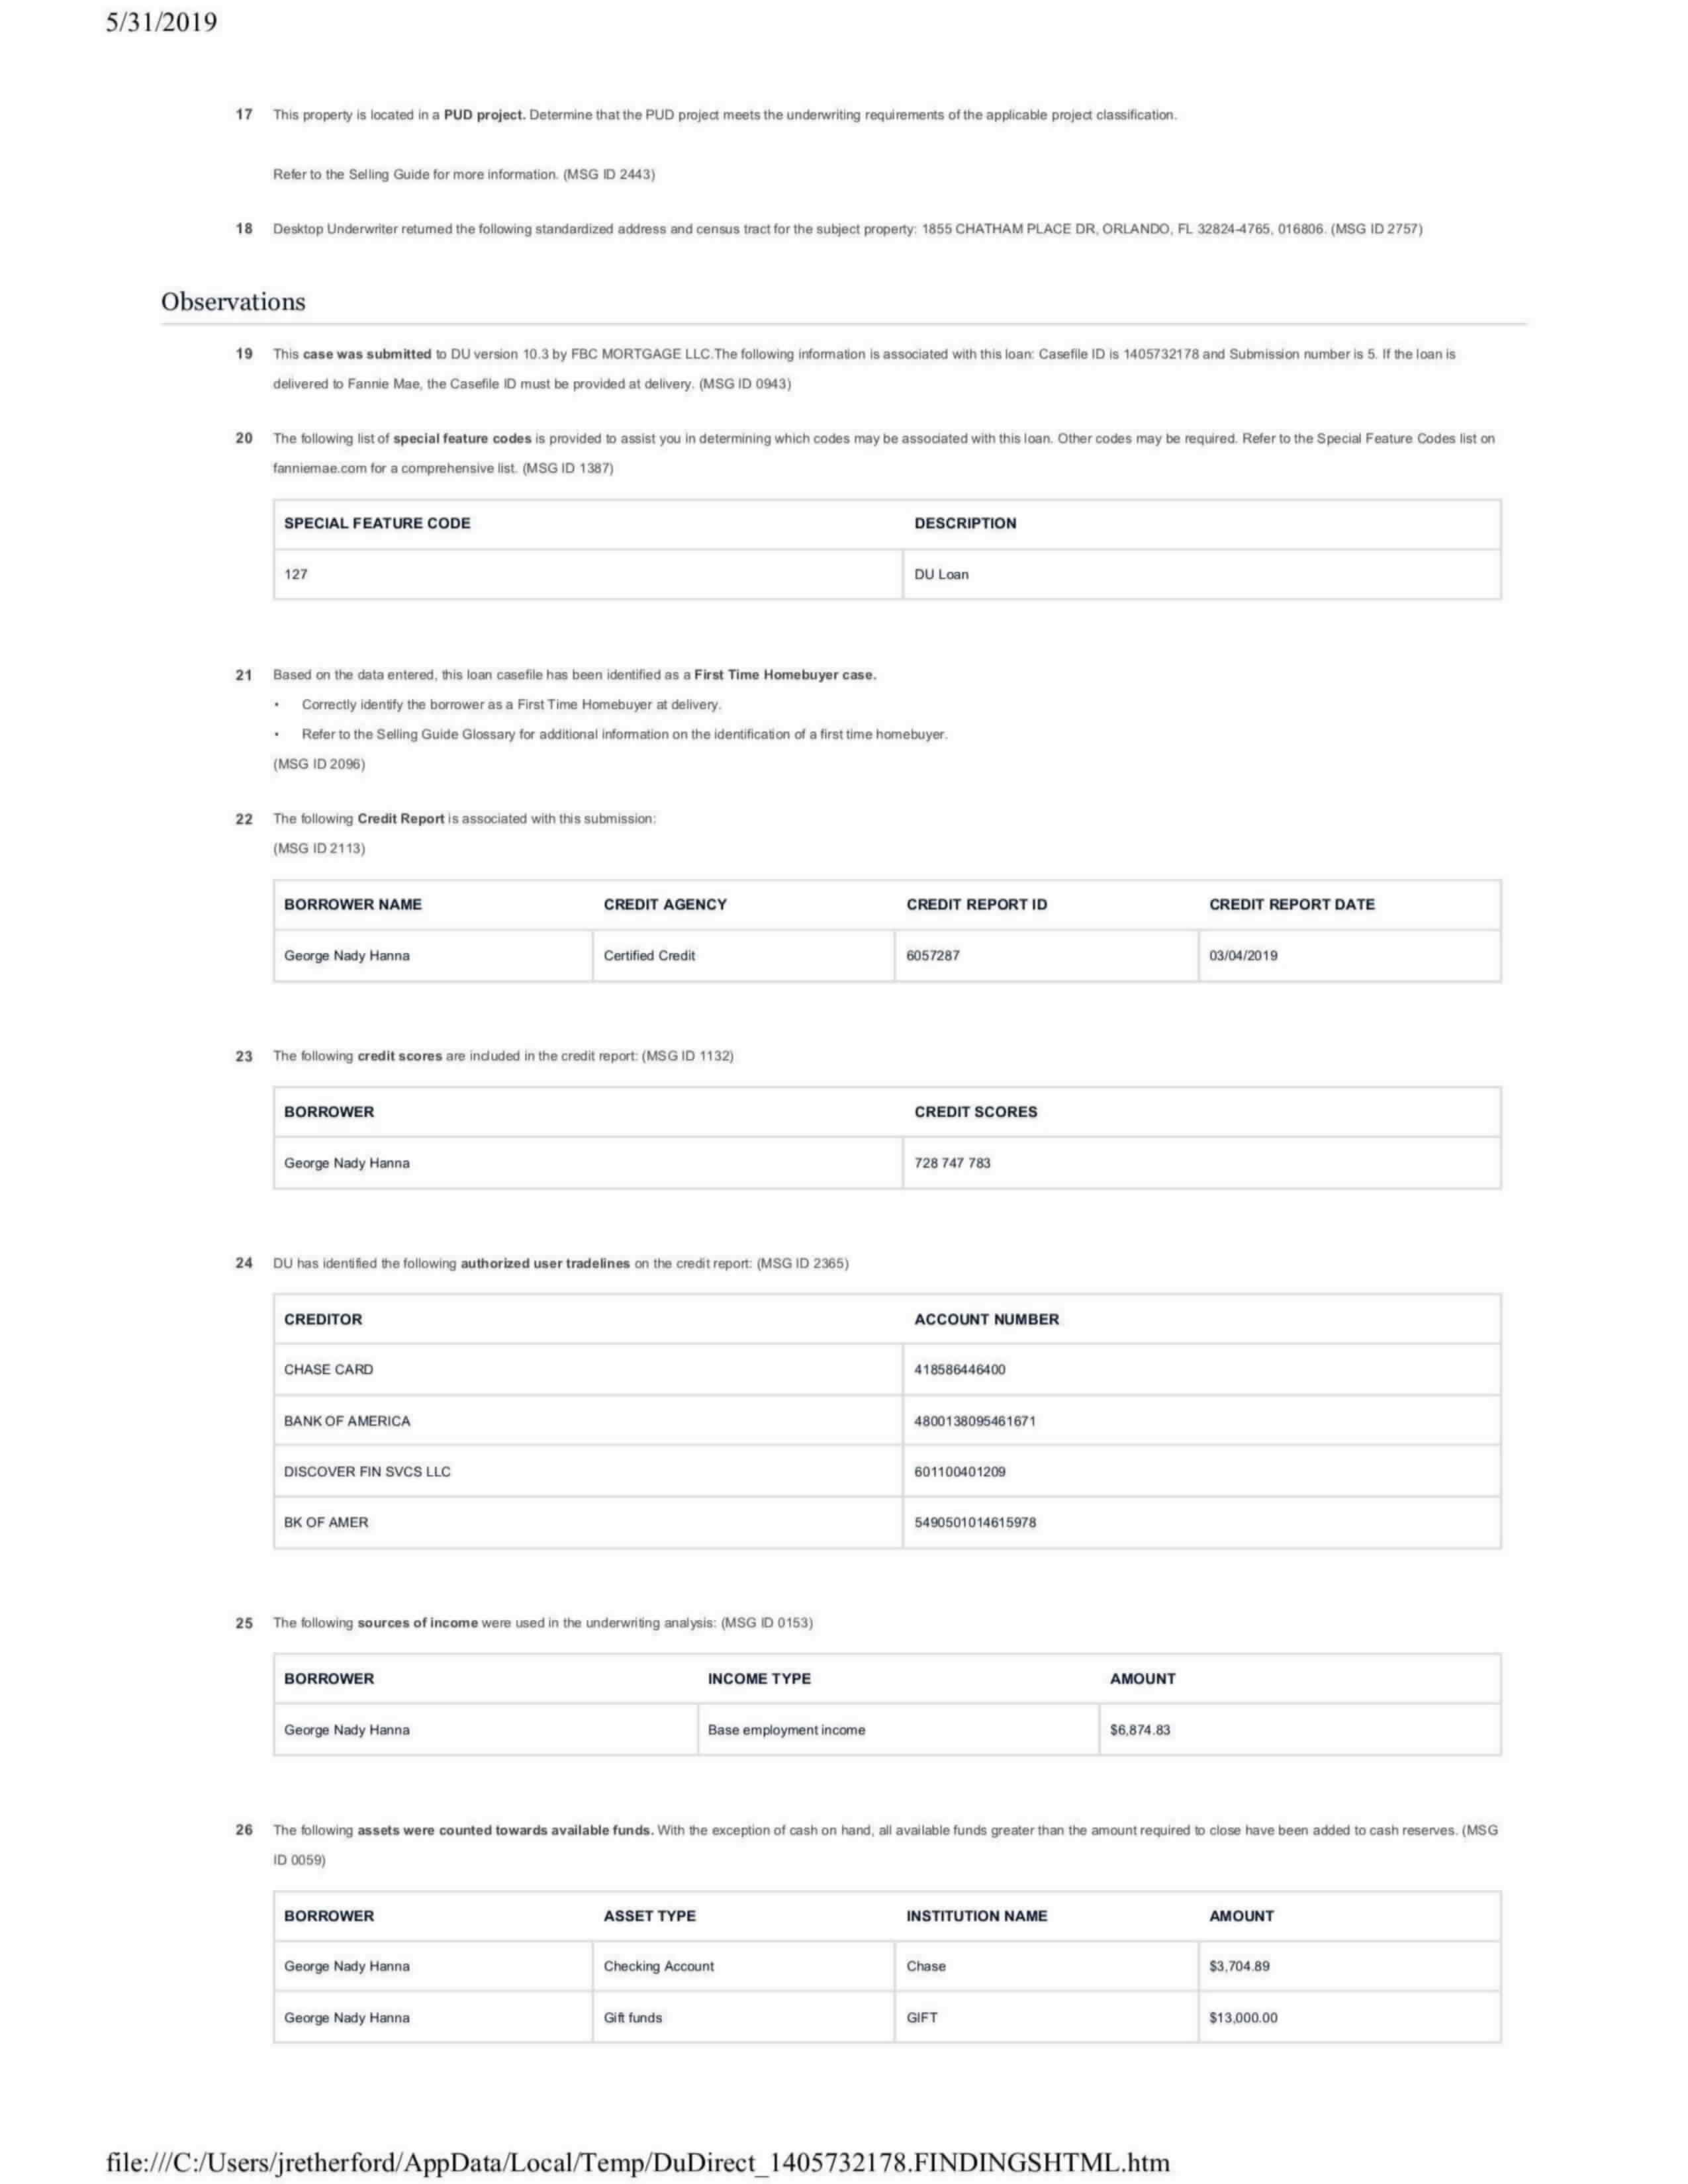 5/31/2019
17 This property is located in a PUD project. Determine that the PUD project meets the underwriting requirements of the applicable project classification.
Refer to the Selling Guide for more information. (MSG ID 2443)
18 Desktop Underwriter returned the following standardized address and census tract for the subject property: 1855 CHATHAM PLACE DR, ORLANDO, FL 32824-4765, 016806. (MSG ID 2757)
Observations
19 This case was submitted to DU version 10.3 by FBC MORTGAGE LLC.The following information is associated with this loan: Casefile ID is 1405732178 and Submission number is 5. If the loan is
delivered to Fannie Mae, the Casefile ID must be provided at delivery. (MSG ID 0943)
20 The following list of special feature codes is provided to assist you in determining which codes may be associated with this loan. Other codes may be required. Refer to the Special Feature Codes list on
fanniemae.com for a comprehensive list. (MSG ID 1387)
SPECIAL FEATURE CODE DESCRIPTION
127 DU Loan
21 Based on the data entered, this loan casefile has been identified as a First Time Homebuyer case.
• Correctly identify the borrower as a First Time Homebuyer at delivery.
• Refer to the Selling Guide Glossary for additional information on the identification of a first time homebuyer.
(MSG ID 2096)
22 The following Credit Report is associated with this submission:
(MSG ID 2113)
BORROWER NAME CREDIT AGENCY CREDIT REPORT ID CREDIT REPORT DATE
George Nady Hanna Certified Credit 6057287 03/04/2019
23 The following credit scores are included in the credit report: (MSG ID 1132)
BORROWER CREDIT SCORES
George Nady Hanna 728 747 783
24 DU has identified the following authorized user tradelines on the credit report: (MSG ID 2365)
CREDITOR ACCOUNT NUMBER
CHASE CARD 418586446400
BANK OF AMERICA 4800138095461671
DISCOVER FIN SVCS LLC 601100401209
BK OF AMER 5490501014615978
25 The following sources of income were used in the underwriting analysis: (MSG ID 0153)
BORROWER INCOME TYPE AMOUNT
George Nady Hanna Base employment income $6,874.83
26 The following assets were counted towards available funds. With the exception of cash on hand, all available funds greater than the amount required to close have been added to cash reserves. (MSG
ID 0059)
BORROWER ASSET TYPE INSTITUTION NAME AMOUNT
George Nady Hanna Checking Account Chase $3,704.89
George Nady Hanna Gift funds GIFT $13,000.00
file:///C:/Users/jretherford/AppData/Local/Temp/DuDirect_1405732178.FINDINGSHTML.htm